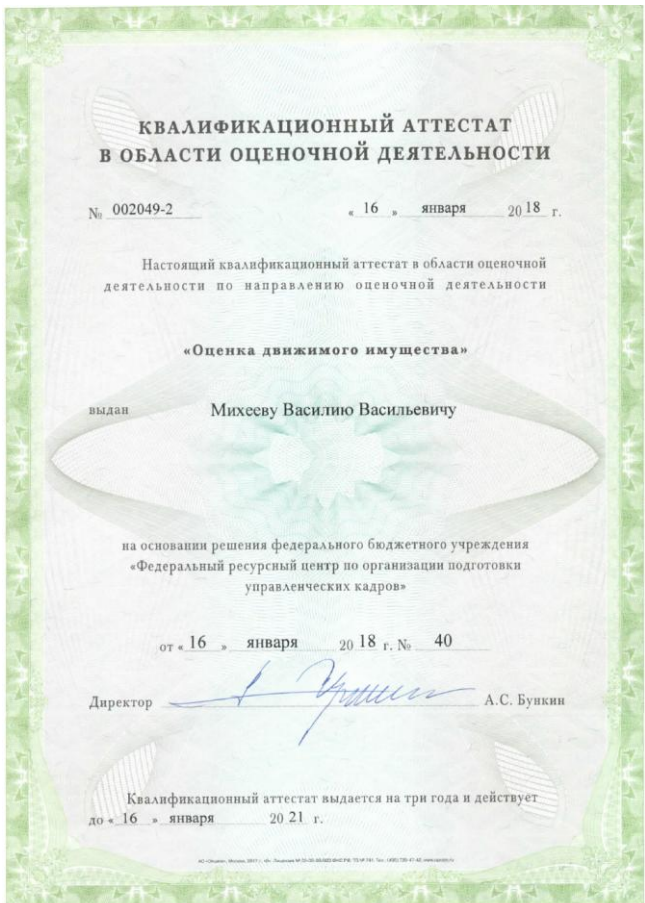 КВАЛИФИКАЦИОННЫЙ АТТЕСТАТ
В ОБЛАСТИ ОЦЕНОЧНОЙ ДЕЯТЕЛЬНОСТИ
№ 002049-2 « 16 » января 20 18 г.
Настоящий квалификационный аттестат в области оценочной
деятельности по направлению оценочной деятельности
«Оценка движимого имущества»
выдан Михееву Василию Васильевичу
на основании решения федерального бюджетного учреждения
«Федеральный ресурсный центр по организации подготовки
управленческих кадров»
от « 16 » января 20 18 г. № 40
Директор А.С. Бункин
Квалификационный аттестат выдается на три года и действует
до « 16 » января 20 21 г.